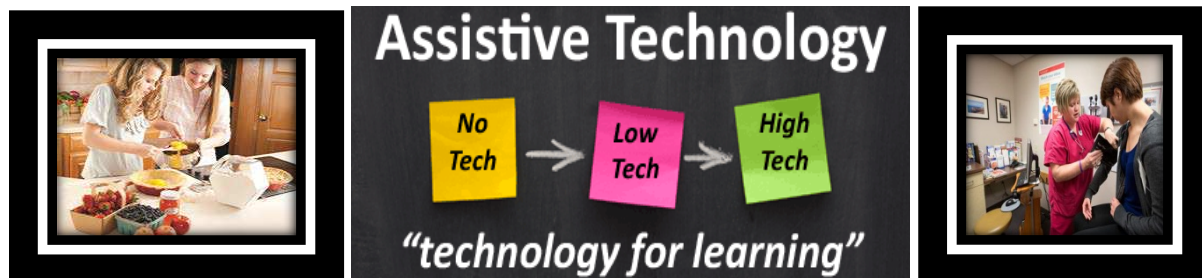 Assistive Technology
No
Tech
Low
Tech
High
Tech
“technology for learning”